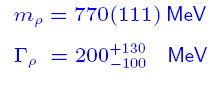 m_ρ = 770(111) MeV
Γ_ρ = 200^{+130}_{−100} MeV